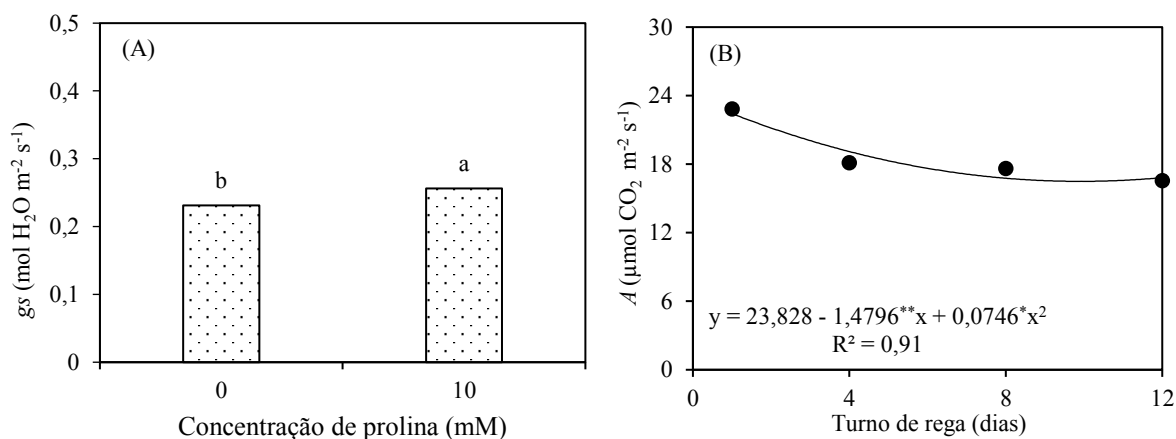 (A)
gs (mol H₂O m⁻² s⁻¹)
0,5
0,4
0,3
0,2
0,1
0
b
a
0 10
Concentração de prolina (mM)
(B)
A (µmol CO₂ m⁻² s⁻¹)
30
24
18
12
6
0
y = 23,828 - 1,4796**x + 0,0746*x²
R² = 0,91
0 4 8 12
Turno de rega (dias)